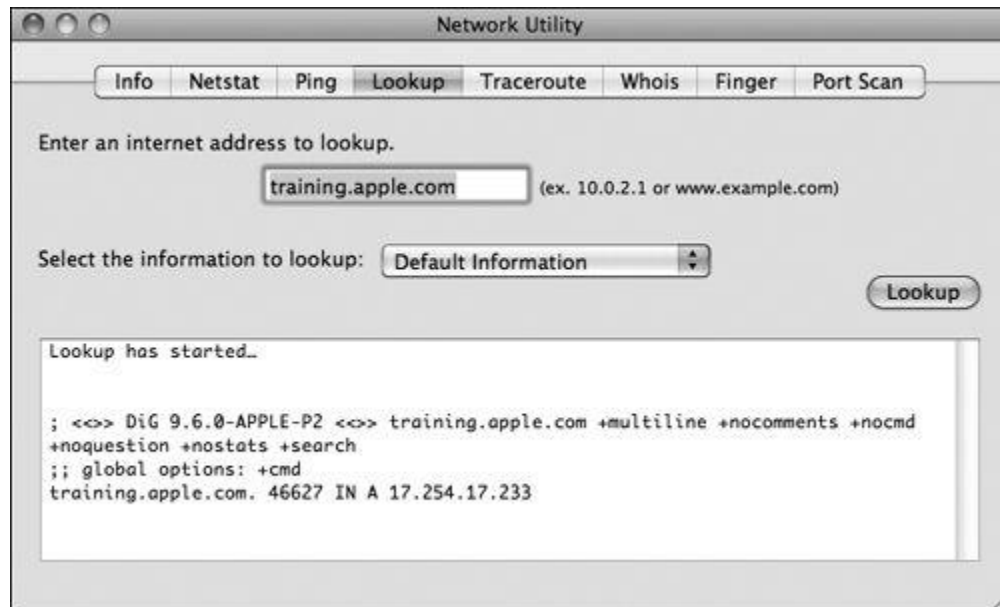 Network Utility
Info Netstat Ping Lookup Traceroute Whois Finger Port Scan
Enter an internet address to lookup.
training.apple.com (ex. 10.0.2.1 or www.example.com)
Select the information to lookup: Default Information
Lookup
Lookup has started…
; <<>> DiG 9.6.0-APPLE-P2 <<>> training.apple.com +multiline +nocomments +nocmd
+noquestion +nostats +search
;; global options: +cmd
training.apple.com. 46627 IN A 17.254.17.233